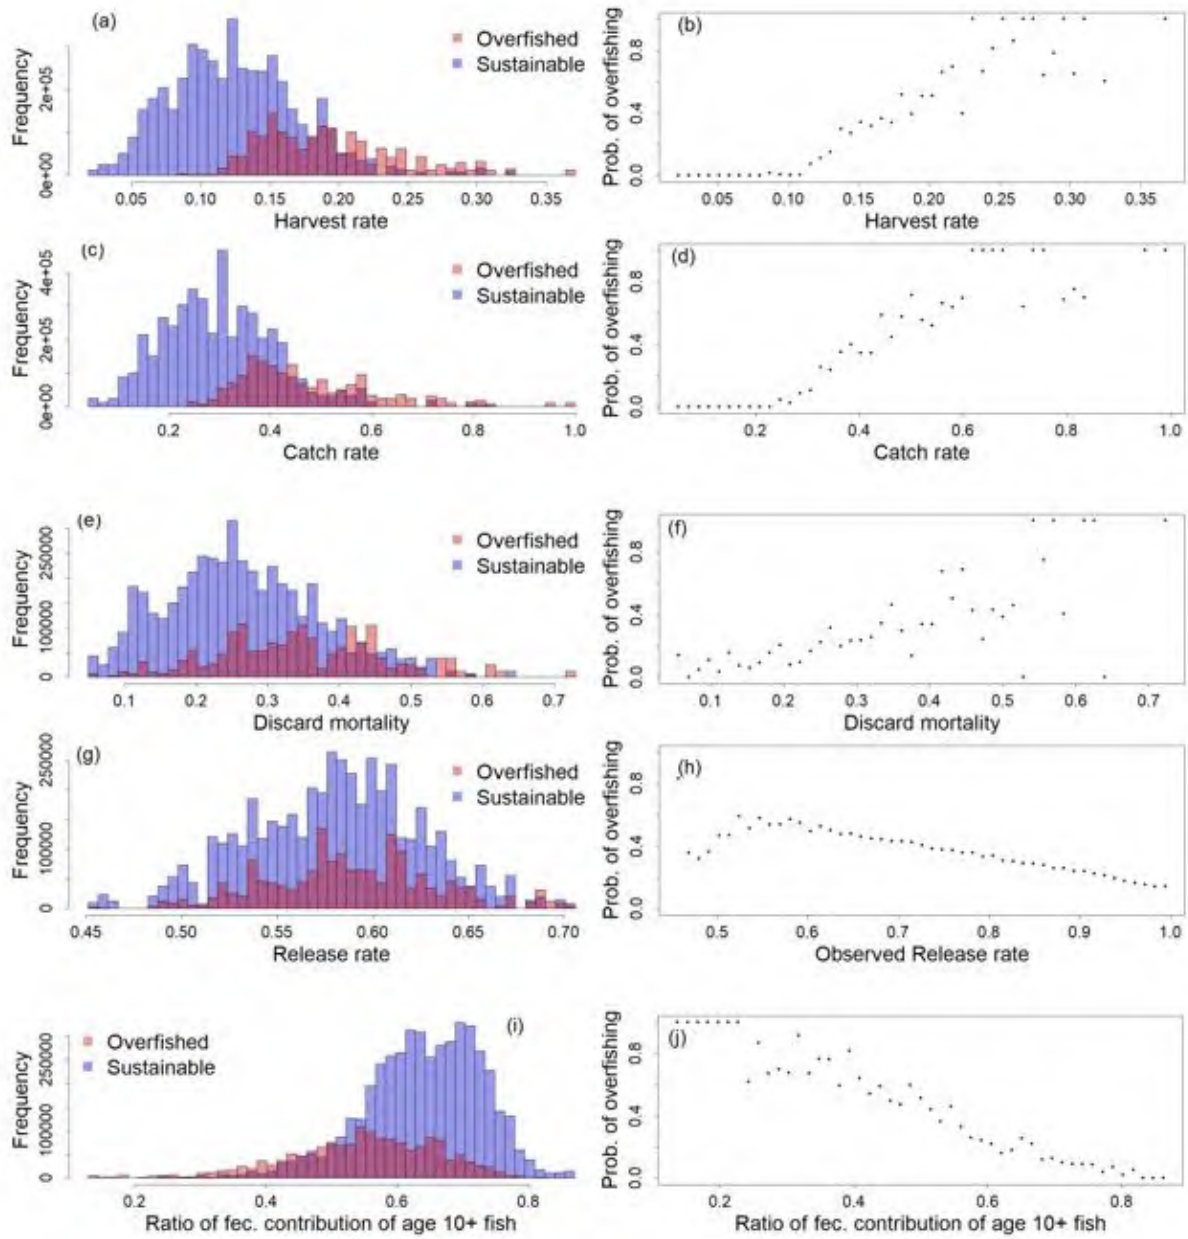 (a)
Overfished
Sustainable
Frequency
0e+00 2e+05
0.05 0.10 0.15 0.20 0.25 0.30 0.35
Harvest rate
(b)
Prob. of overfishing
0.0 0.4 0.8
0.05 0.10 0.15 0.20 0.25 0.30 0.35
Harvest rate
(c)
Overfished
Sustainable
Frequency
0e+00 2e+05 4e+05
0.2 0.4 0.6 0.8 1.0
Catch rate
(d)
Prob. of overfishing
0.0 0.4 0.8
0.2 0.4 0.6 0.8 1.0
Catch rate
(e)
Overfished
Sustainable
Frequency
0 100000 250000
0.1 0.2 0.3 0.4 0.5 0.6 0.7
Discard mortality
(f)
Prob. of overfishing
0.0 0.4 0.8
0.1 0.2 0.3 0.4 0.5 0.6 0.7
Discard mortality
(g)
Overfished
Sustainable
Frequency
0 100000 250000
0.45 0.50 0.55 0.60 0.65 0.70
Release rate
(h)
Prob. of overfishing
0.0 0.4 0.8
0.5 0.6 0.7 0.8 0.9 1.0
Observed Release rate
(i)
Overfished
Sustainable
Frequency
0 100000 250000
0.2 0.4 0.6 0.8
Ratio of fec. contribution of age 10+ fish
(j)
Prob. of overfishing
0.0 0.4 0.8
0.2 0.4 0.6 0.8
Ratio of fec. contribution of age 10+ fish